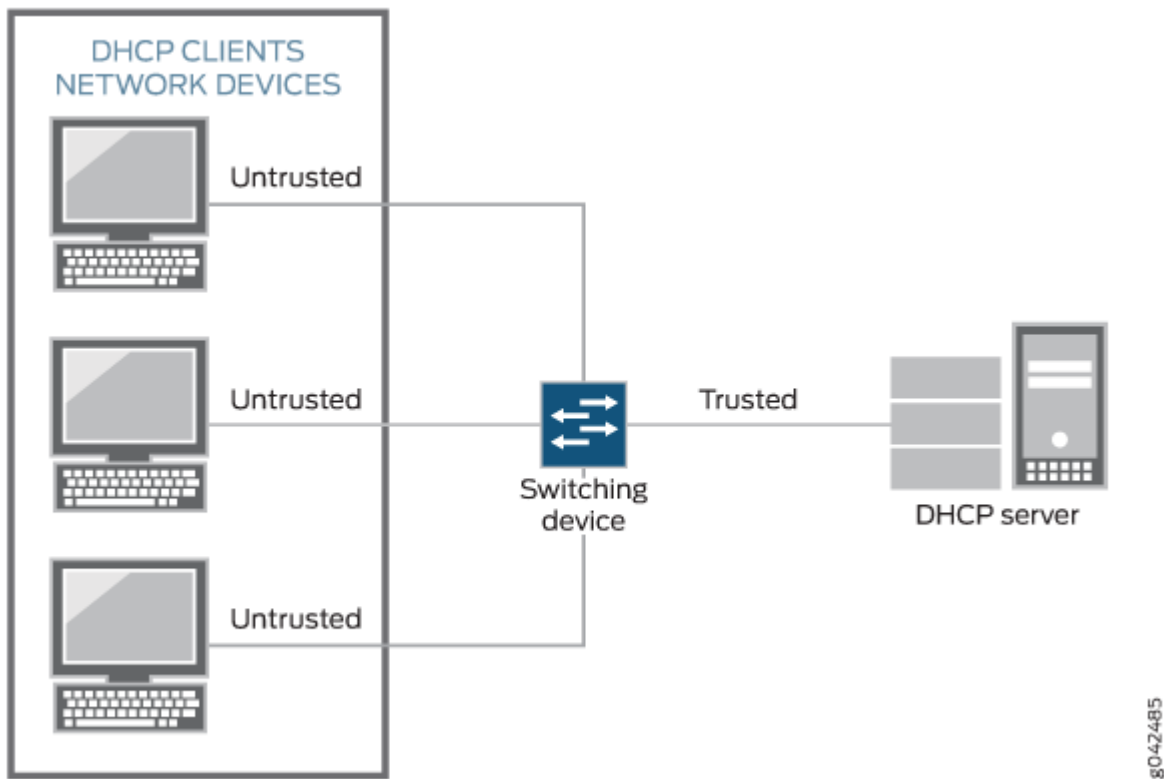 DHCP CLIENTS
NETWORK DEVICES
Untrusted
Untrusted
Trusted
Switching
device
DHCP server
Untrusted
g042485